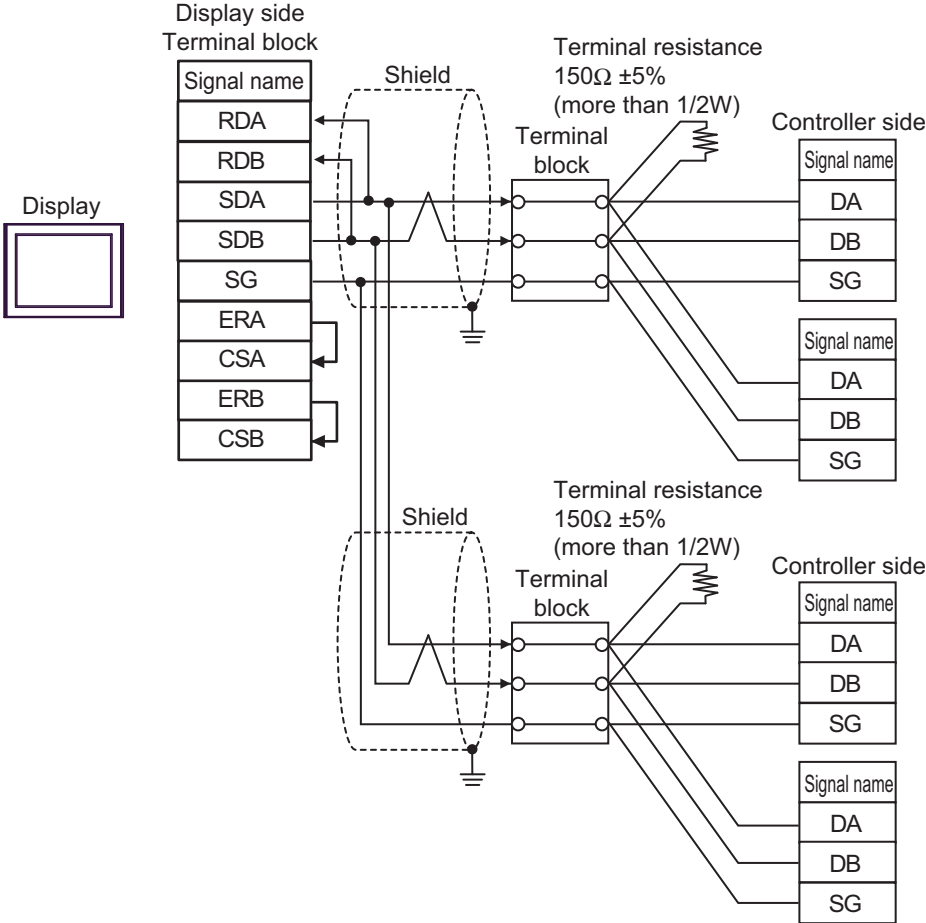 Display side
Terminal block
Signal name
RDA
RDB
SDA
SDB
SG
ERA
CSA
ERB
CSB
Display
Shield
Terminal resistance
150Ω ±5%
(more than 1/2W)
Terminal
block
Controller side
Signal name
DA
DB
SG
Signal name
DA
DB
SG
Shield
Terminal resistance
150Ω ±5%
(more than 1/2W)
Terminal
block
Controller side
Signal name
DA
DB
SG
Signal name
DA
DB
SG